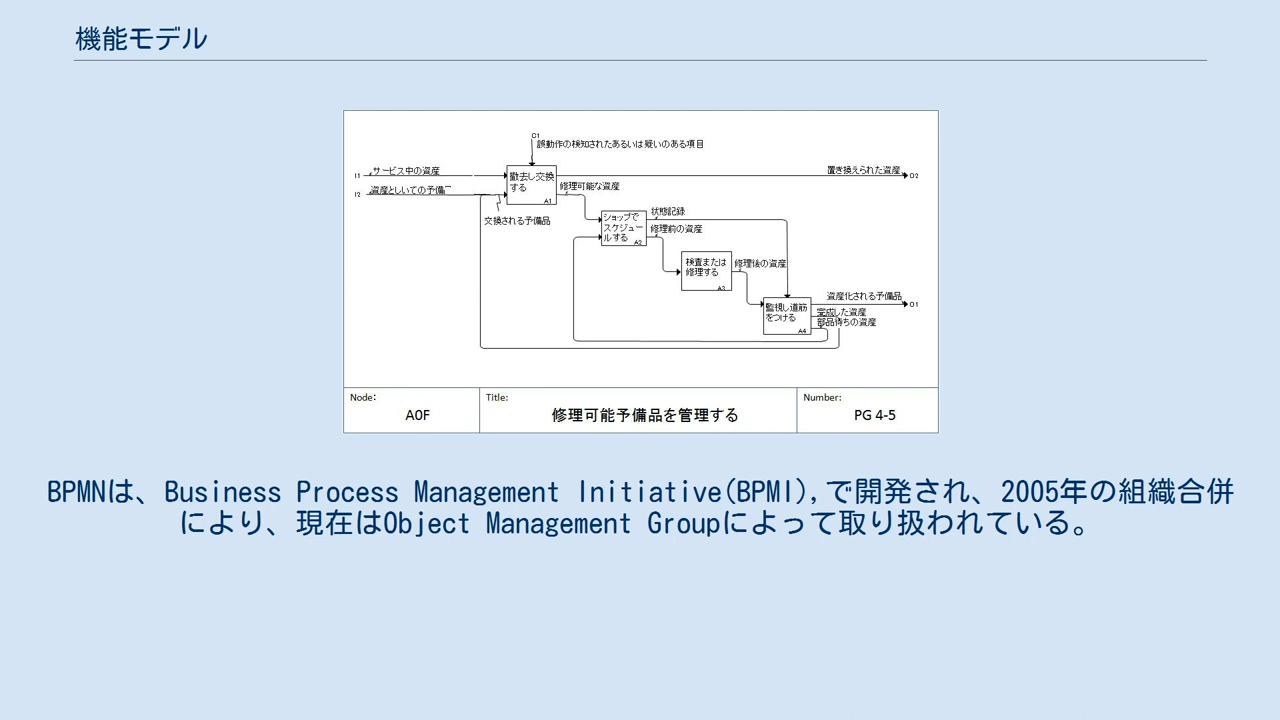 機能モデル
C1
誤動作の検知されたあるいは疑いのある項目
I1
サービス中の資産
置き換えられた資産
O2
撤去し交換
する
A1
I2
資産としいての予備
修理可能な資産
交換される予備品
ショップで
スケジュー
ルする
A2
状態記録
修理前の資産
検査または
修理する
A3
修理後の資産
監視し道筋
をつける
A4
資産化される予備品
O1
完成した資産
部品待ちの資産
Node:
A0F
Title:
修理可能予備品を管理する
Number:
PG 4-5
BPMNは、Business Process Management Initiative(BPMI),で開発され、2005年の組織合併
により、現在はObject Management Groupによって取り扱われている。